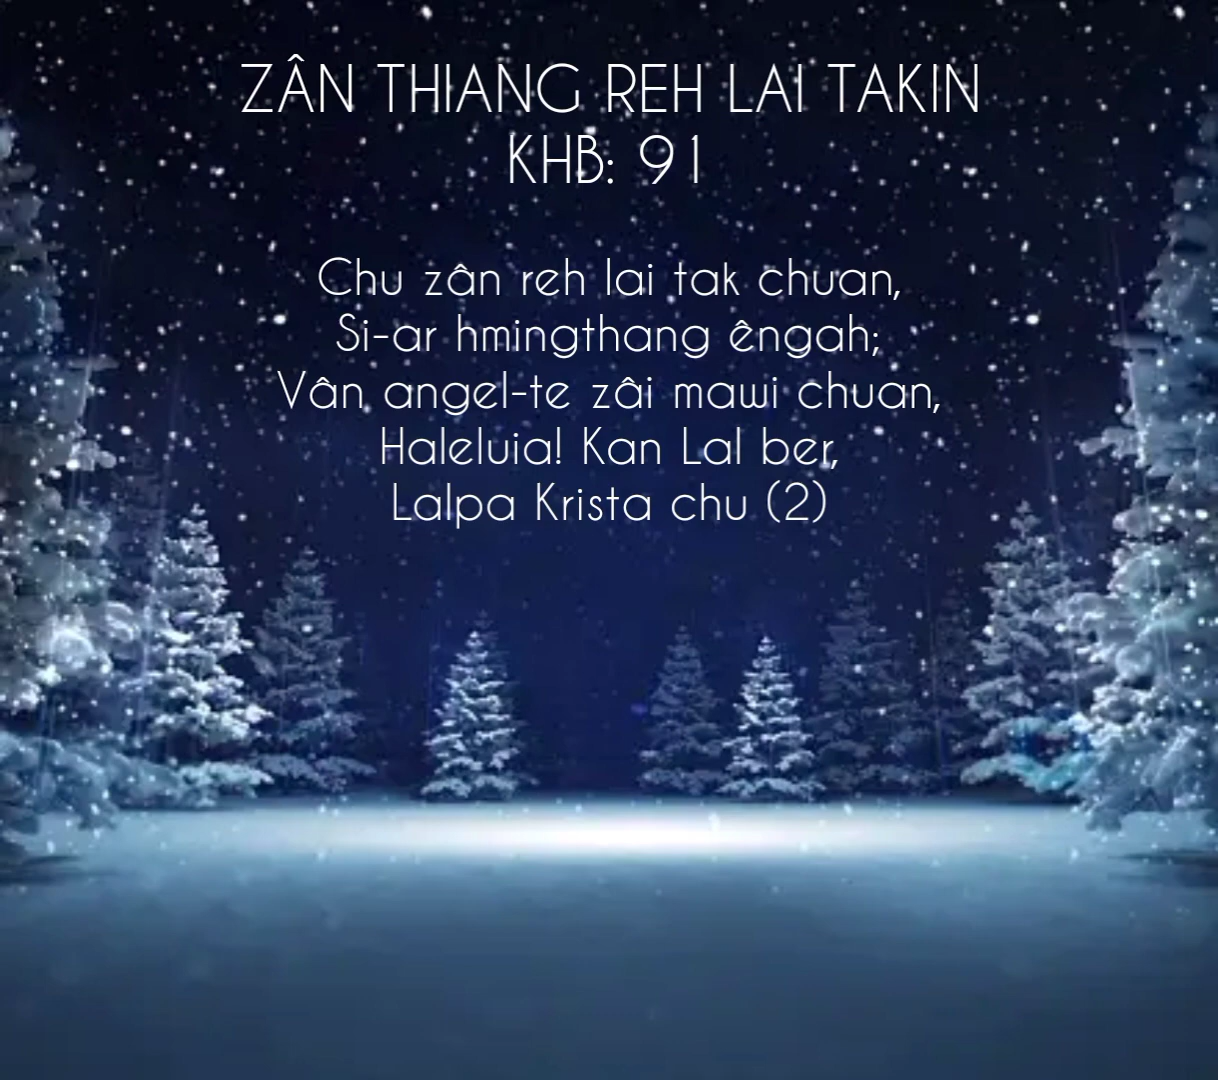 ZÂN THIANG REH LAI TAKIN
KHB: 91
Chu zân reh lai tak chuan,
Si-ar hmingthang êngah;
Vân angel-te zâi mawi chuan,
Haleluia! Kan Lal ber,
Lalpa Krista chu (2)